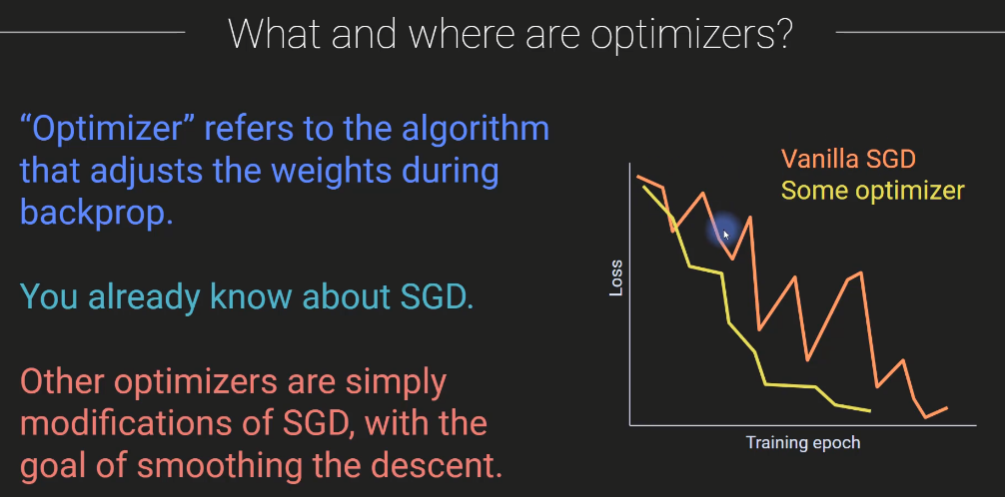 What and where are optimizers?
“Optimizer” refers to the algorithm
that adjusts the weights during
backprop.
You already know about SGD.
Other optimizers are simply
modifications of SGD, with the
goal of smoothing the descent.
Vanilla SGD
Some optimizer
Loss
Training epoch